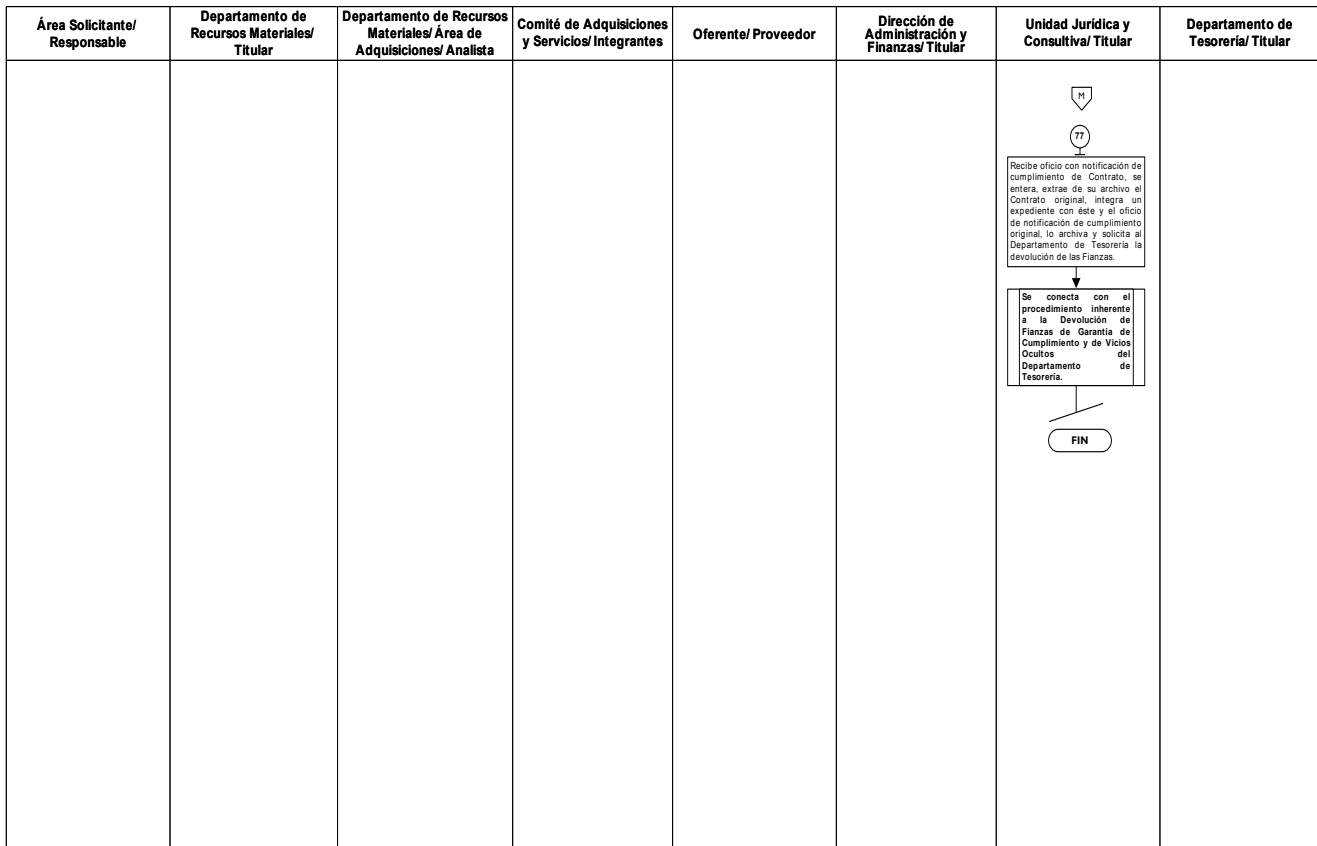 Área Solicitante/
Responsable
Departamento de
Recursos Materiales/
Titular
Departamento de Recursos
Materiales/ Área de
Adquisiciones/ Analista
Comité de Adquisiciones
y Servicios/ Integrantes
Oferente/ Proveedor
Dirección de
Administración y
Finanzas/ Titular
Unidad Jurídica y
Consultiva/ Titular
Departamento de
Tesorería/ Titular
M
77
Recibe oficio con notificación de
cumplimiento de Contrato, se
entera, extrae de su archivo el
Contrato original, integra un
expediente con éste y el oficio
de notificación de cumplimiento
original, lo archiva y solicita al
Departamento de Tesorería la
devolución de las Fianzas.
Se conecta con el
procedimiento inherente
a la Devolución de
Fianzas de Garantía de
Cumplimiento y de Vicios
Ocultos del
Departamento de
Tesorería.
FIN